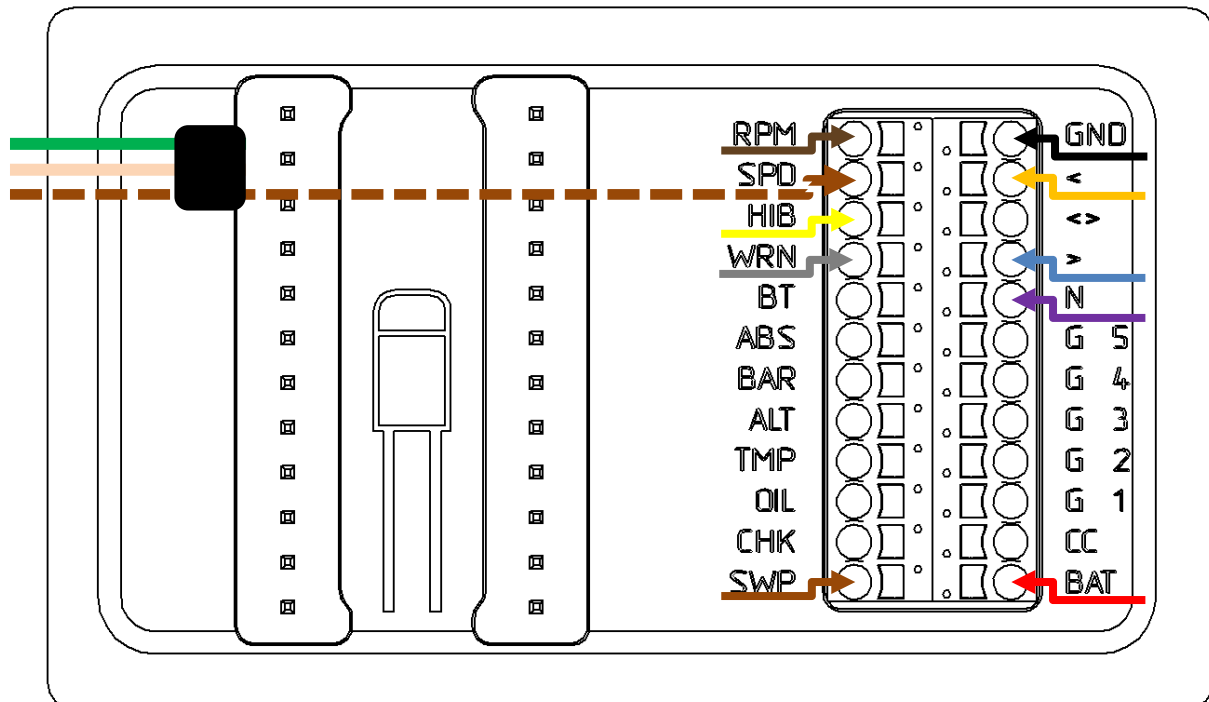 RPM GND
SPD <
HIB <>
WRN >
BT N
ABS G 5
BAR G 4
ALT G 3
TMP G 2
OIL G 1
CHK CC
SWP BAT